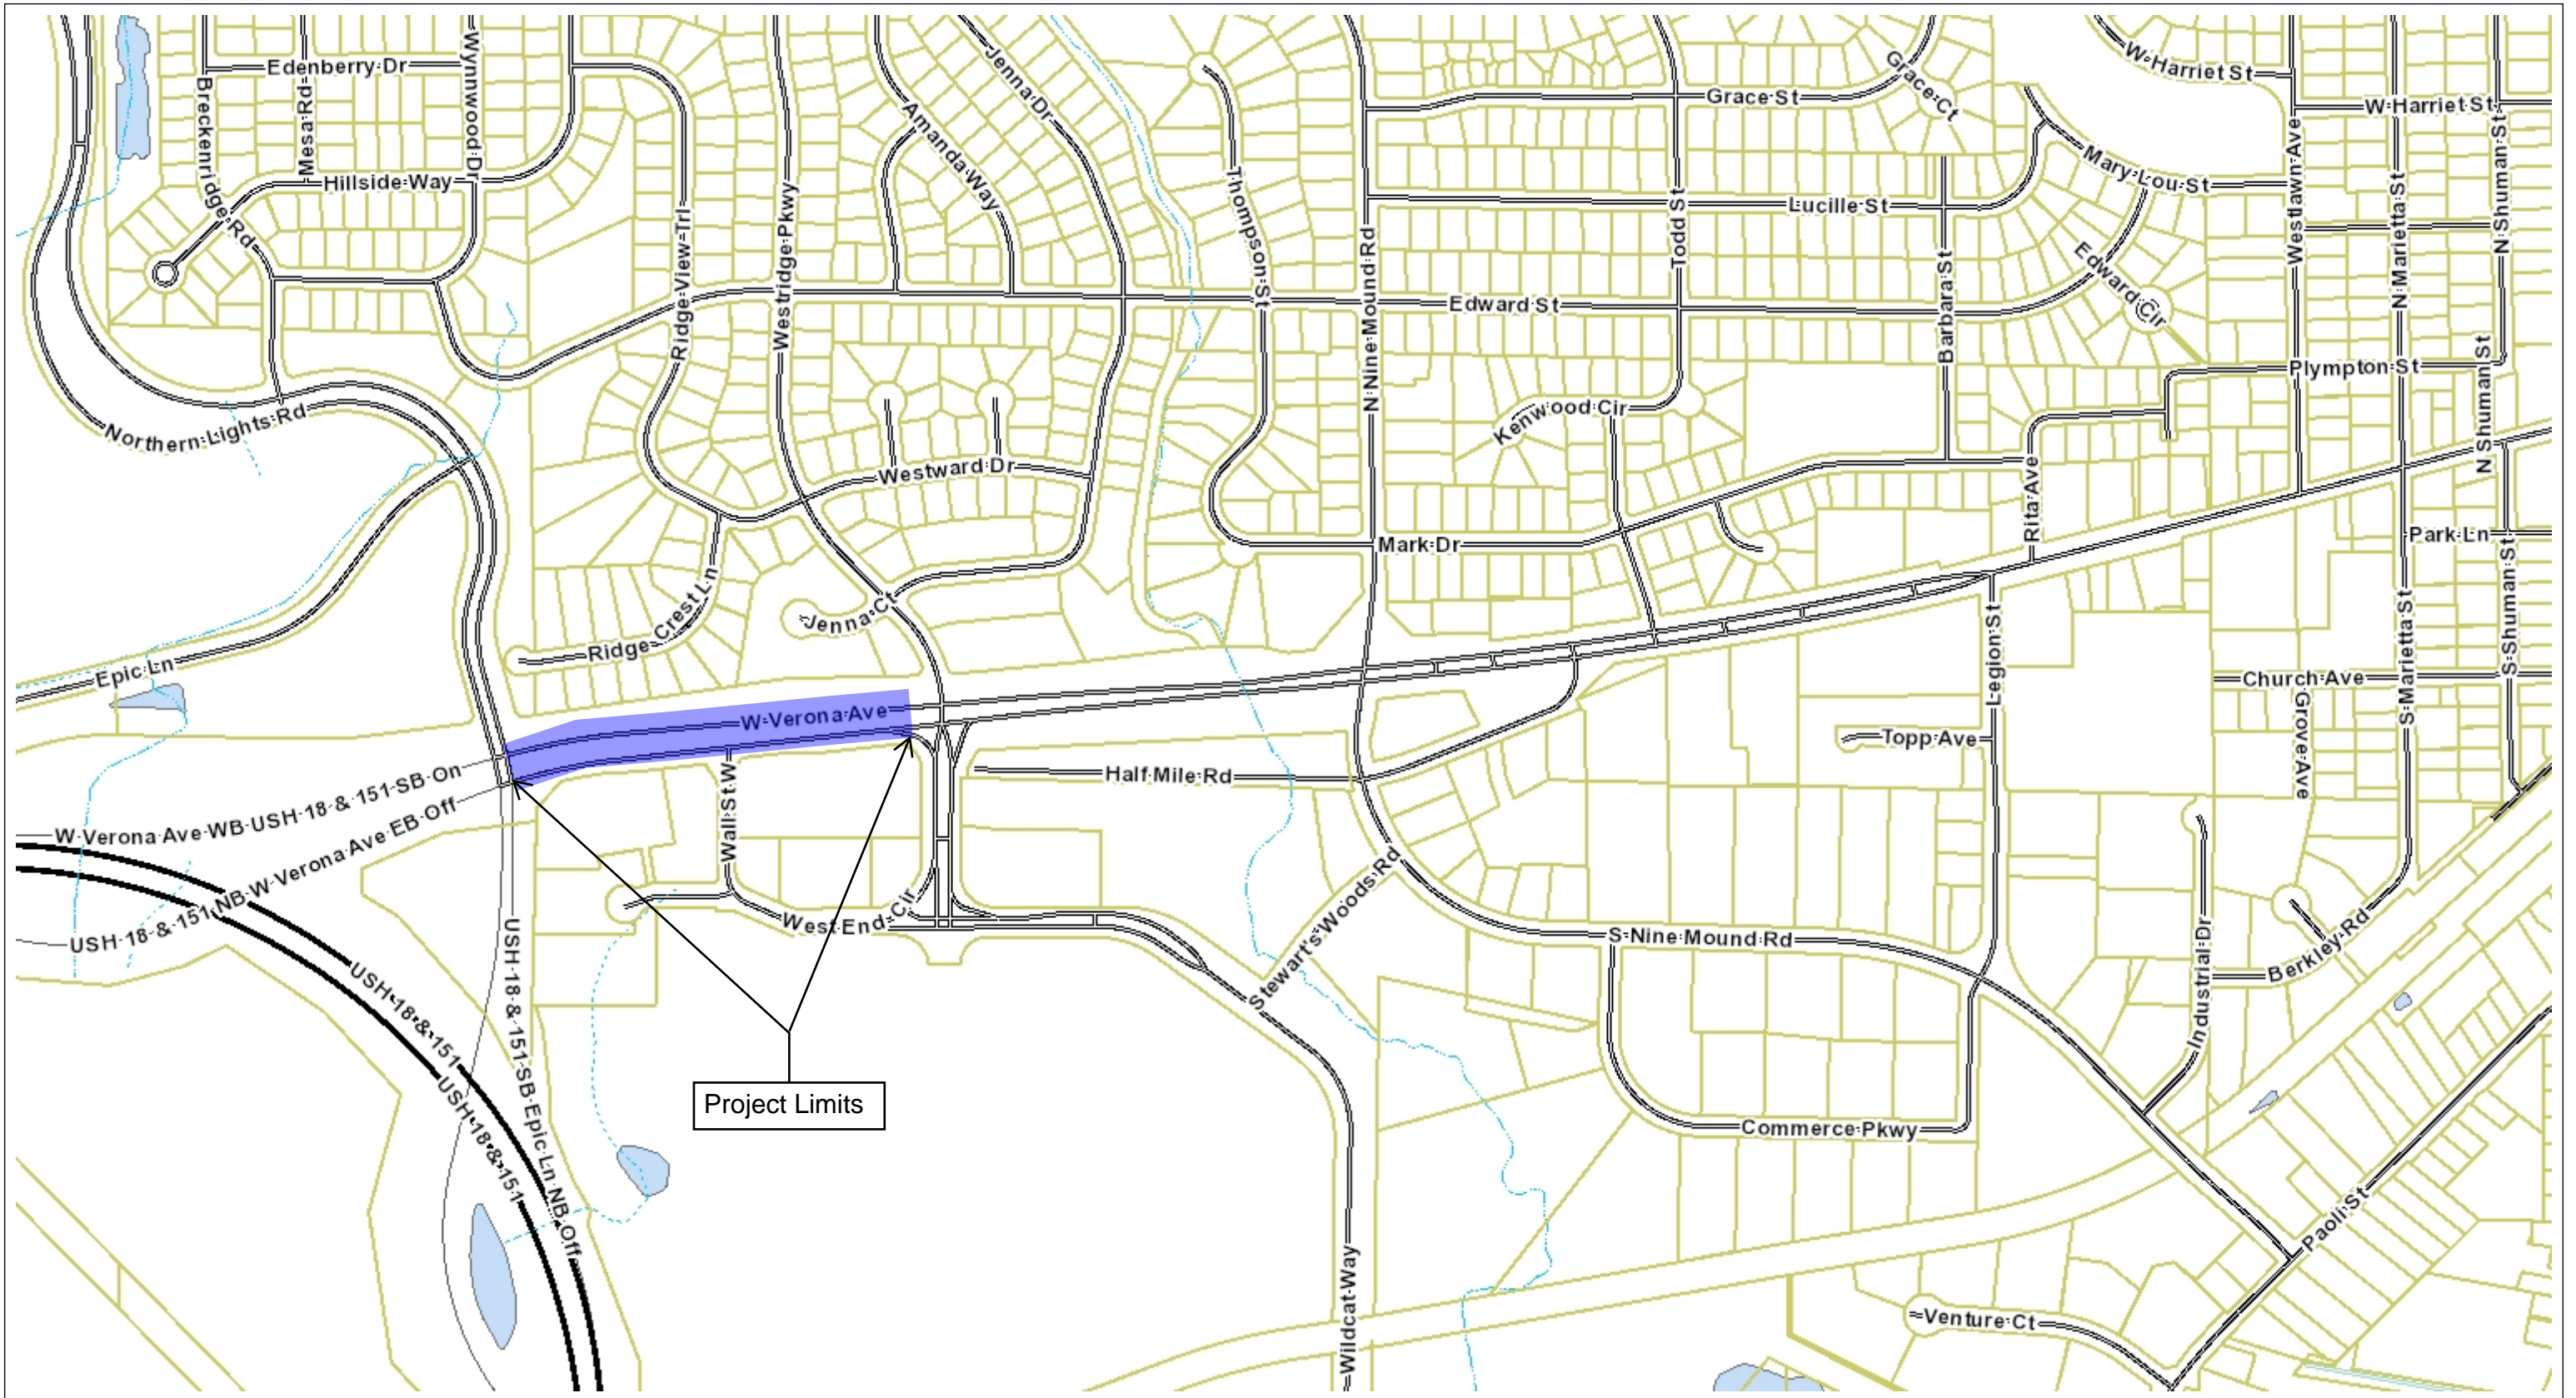 Edenberry Dr
Breckenridge Rd
Mesa Rd
Wynnwood Dr
Hillside Way
Ridge View Trl
Westridge Pkwy
Amanda Way
Jenna Dr
Thompson St
N Nine Mound Rd
Grace St
Grace Ct
Todd St
Lucille St
Barbara St
Edward St
Mary Lou St
Edward Cir
W Harriet St
W Harriet St
Westlawn Ave
N Marietta St
N Shuman St
Plympton St
N Shuman St
Northern Lights Rd
Westward Dr
Kenwood Cir
Mark Dr
Rita Ave
Park Ln
Epic Ln
Ridge Crest Ln
Jenna Ct
Legion St
S Marietta St
S Shuman St
Church Ave
Grove Ave
W Verona Ave
Topp Ave
Half Mile Rd
Wall St W
W Verona Ave WB USH 18 & 151 SB On
USH 18 & 151 NB W Verona Ave EB Off
West End Cir
Stewart's Woods Rd
S Nine Mound Rd
Industrial Dr
Berkley Rd
USH 18 & 151
USH 18 & 151
USH 18 & 151 SB Epic Ln NB Off
Project Limits
Commerce Pkwy
Wildcat Way
Paoli St
Venture Ct